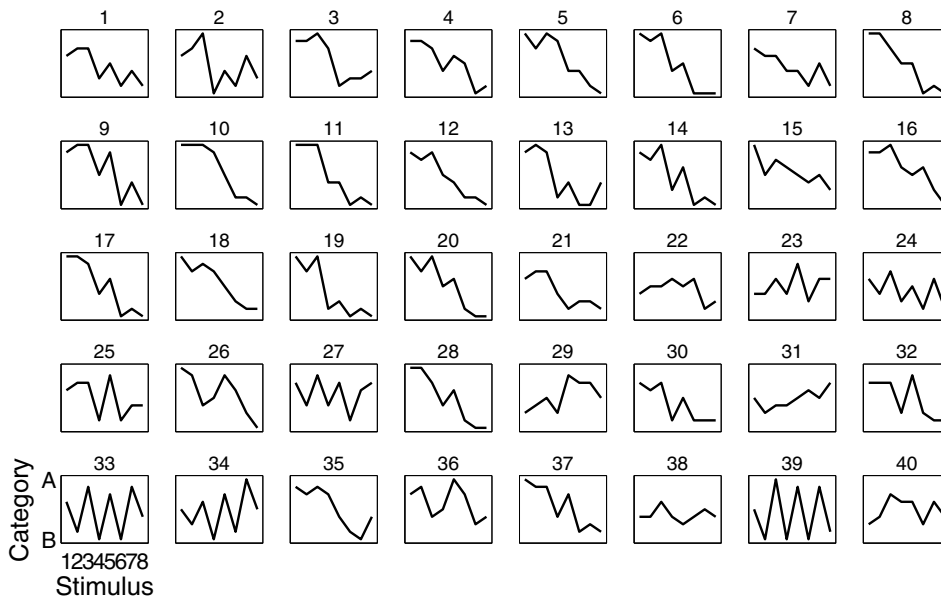 1 2 3 4 5 6 7 8
9 10 11 12 13 14 15 16
17 18 19 20 21 22 23 24
25 26 27 28 29 30 31 32
33 34 35 36 37 38 39 40
Category
A
B
12345678
Stimulus